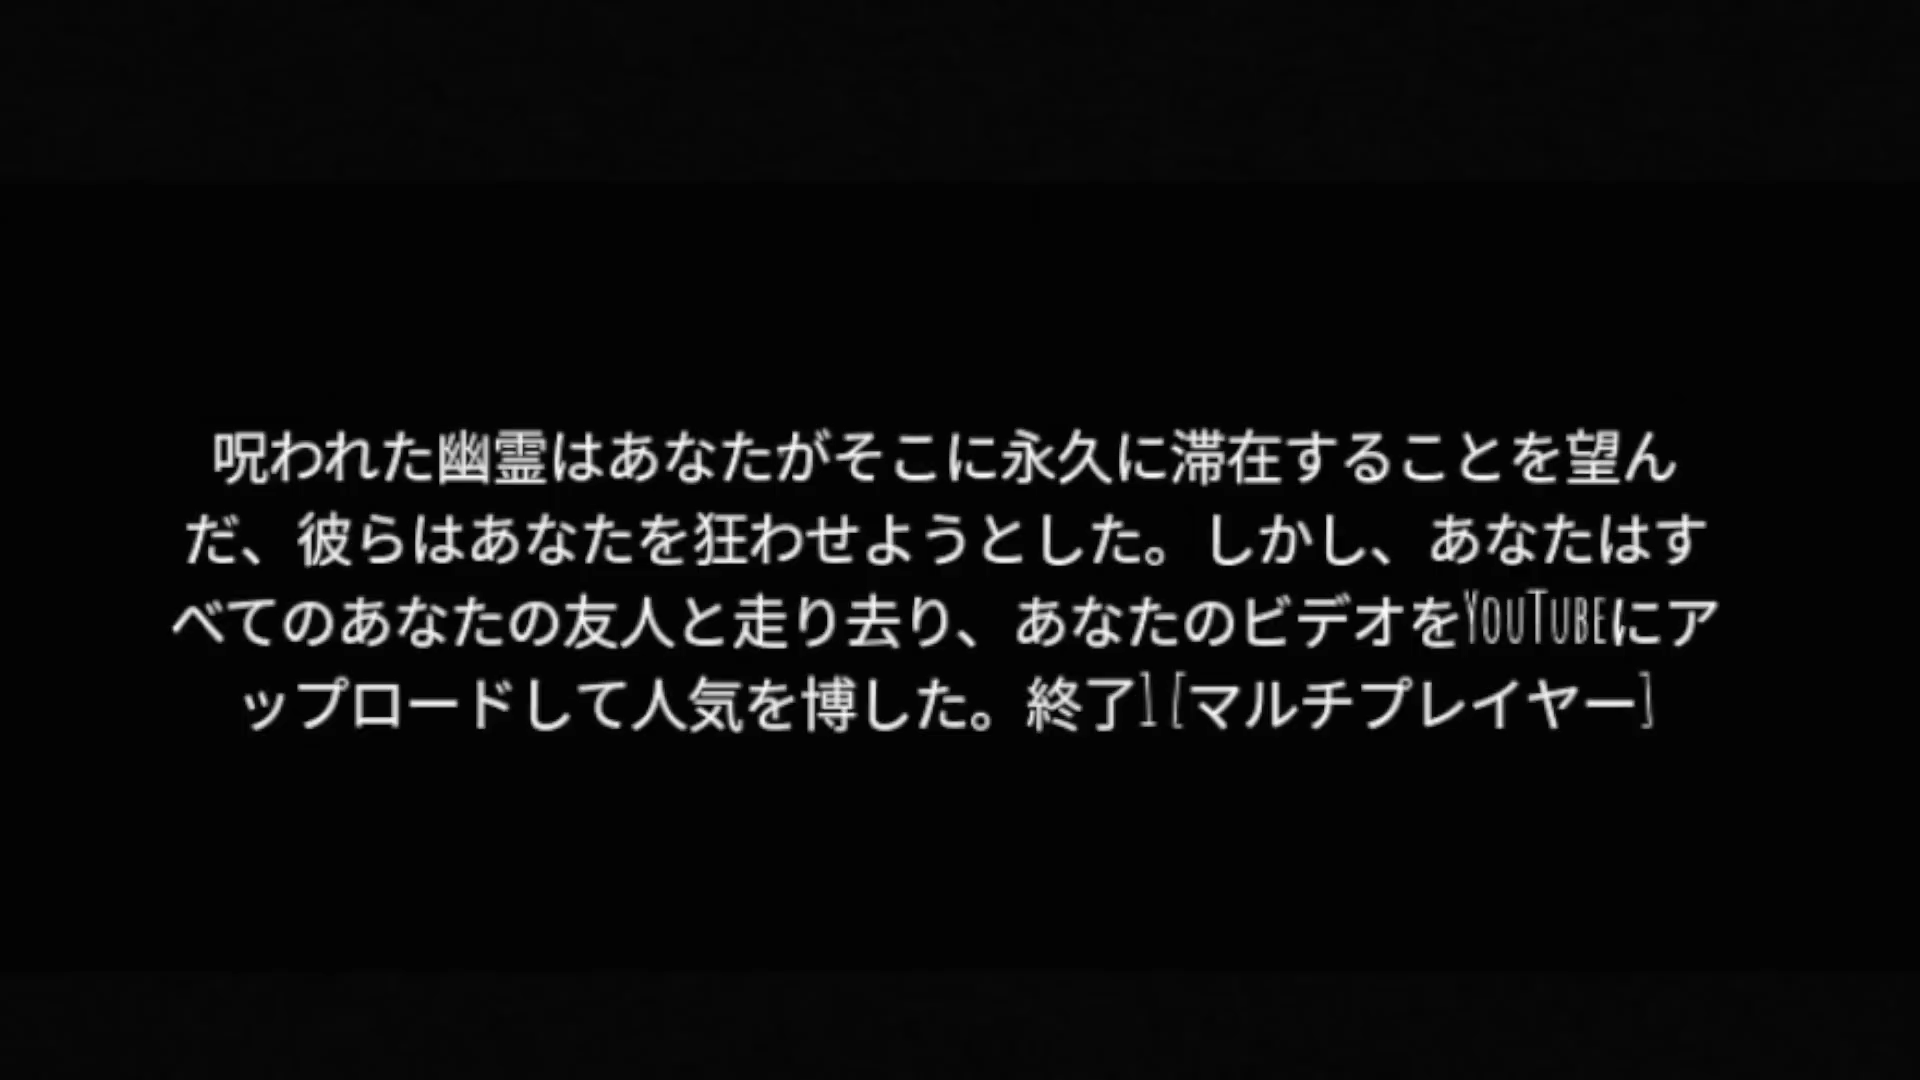 呪われた幽霊はあなたがそこに永久に滞在することを望ん
だ、彼らはあなたを狂わせようとした。しかし、あなたはす
べてのあなたの友人と走り去り、あなたのビデオをYouTubeにア
ップロードして人気を博した。終了1 [マルチプレイヤー]